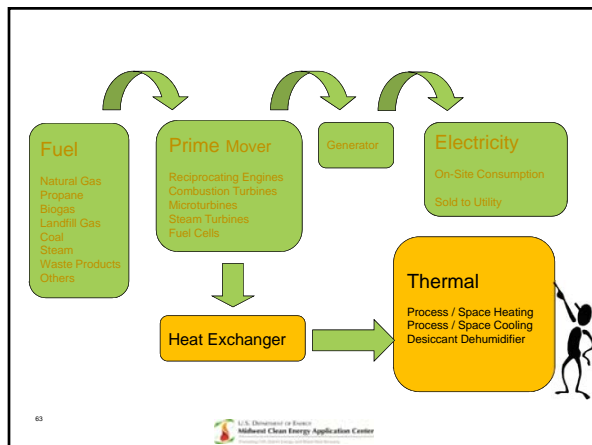 Fuel
Natural Gas
Propane
Biogas
Landfill Gas
Coal
Steam
Waste Products
Others
Prime Mover
Reciprocating Engines
Combustion Turbines
Microturbines
Steam Turbines
Fuel Cells
Generator
Electricity
On-Site Consumption
Sold to Utility
Heat Exchanger
Thermal
Process / Space Heating
Process / Space Cooling
Desiccant Dehumidifier
63
U.S. DEPARTMENT OF ENERGY
Midwest Clean Energy Application Center